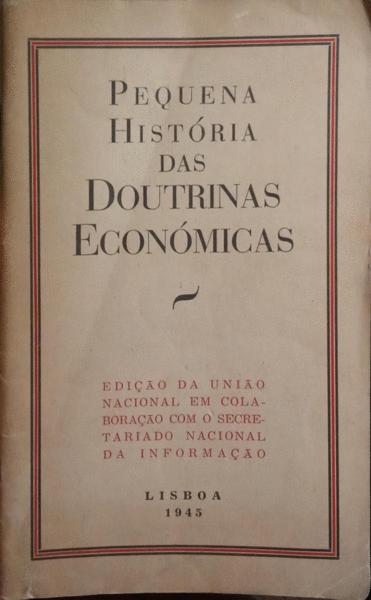 PEQUENA
HISTÓRIA
DAS
DOUTRINAS
ECONÓMICAS
~
EDIÇÃO DA UNIÃO
NACIONAL EM COLA-
BORAÇÃO COM O SECRE-
TARIADO NACIONAL
DA INFORMAÇÃO
LISBOA
1945